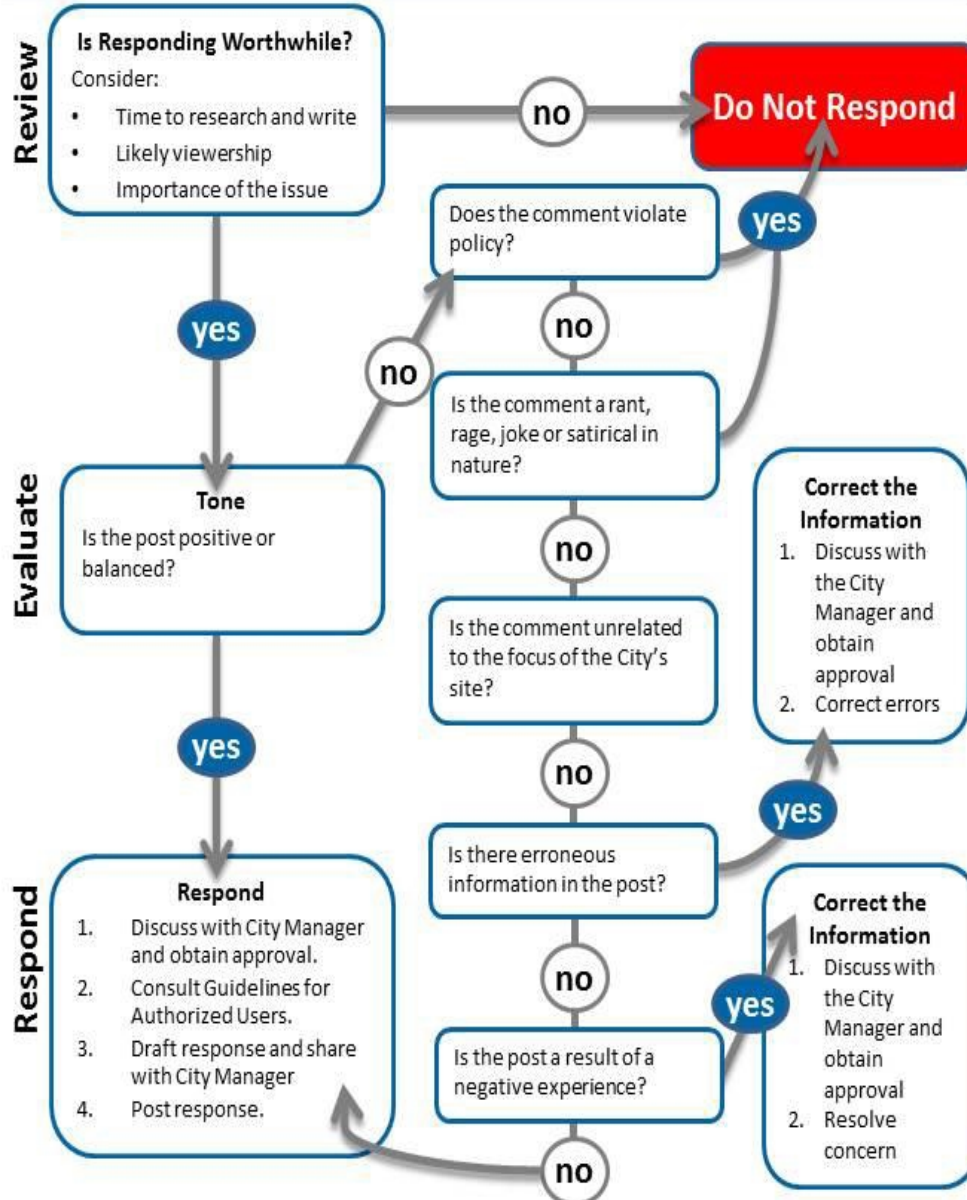 Review
Is Responding Worthwhile?
Consider:
• Time to research and write
• Likely viewership
• Importance of the issue
no
Do Not Respond
Does the comment violate
policy?
yes
no
yes
no
Is the comment a rant,
rage, joke or satirical in
nature?
Evaluate
Tone
Is the post positive or
balanced?
no
Is the comment unrelated
to the focus of the City's
site?
Correct the
Information
1. Discuss with
the City
Manager and
obtain
approval
2. Correct errors
yes
no
yes
Is there erroneous
information in the post?
Respond
Respond
1. Discuss with City Manager
and obtain approval.
2. Consult Guidelines for
Authorized Users.
3. Draft response and share
with City Manager
4. Post response.
no
Is the post a result of a
negative experience?
yes
Correct the
Information
1. Discuss with
the City
Manager and
obtain
approval
2. Resolve
concern
no